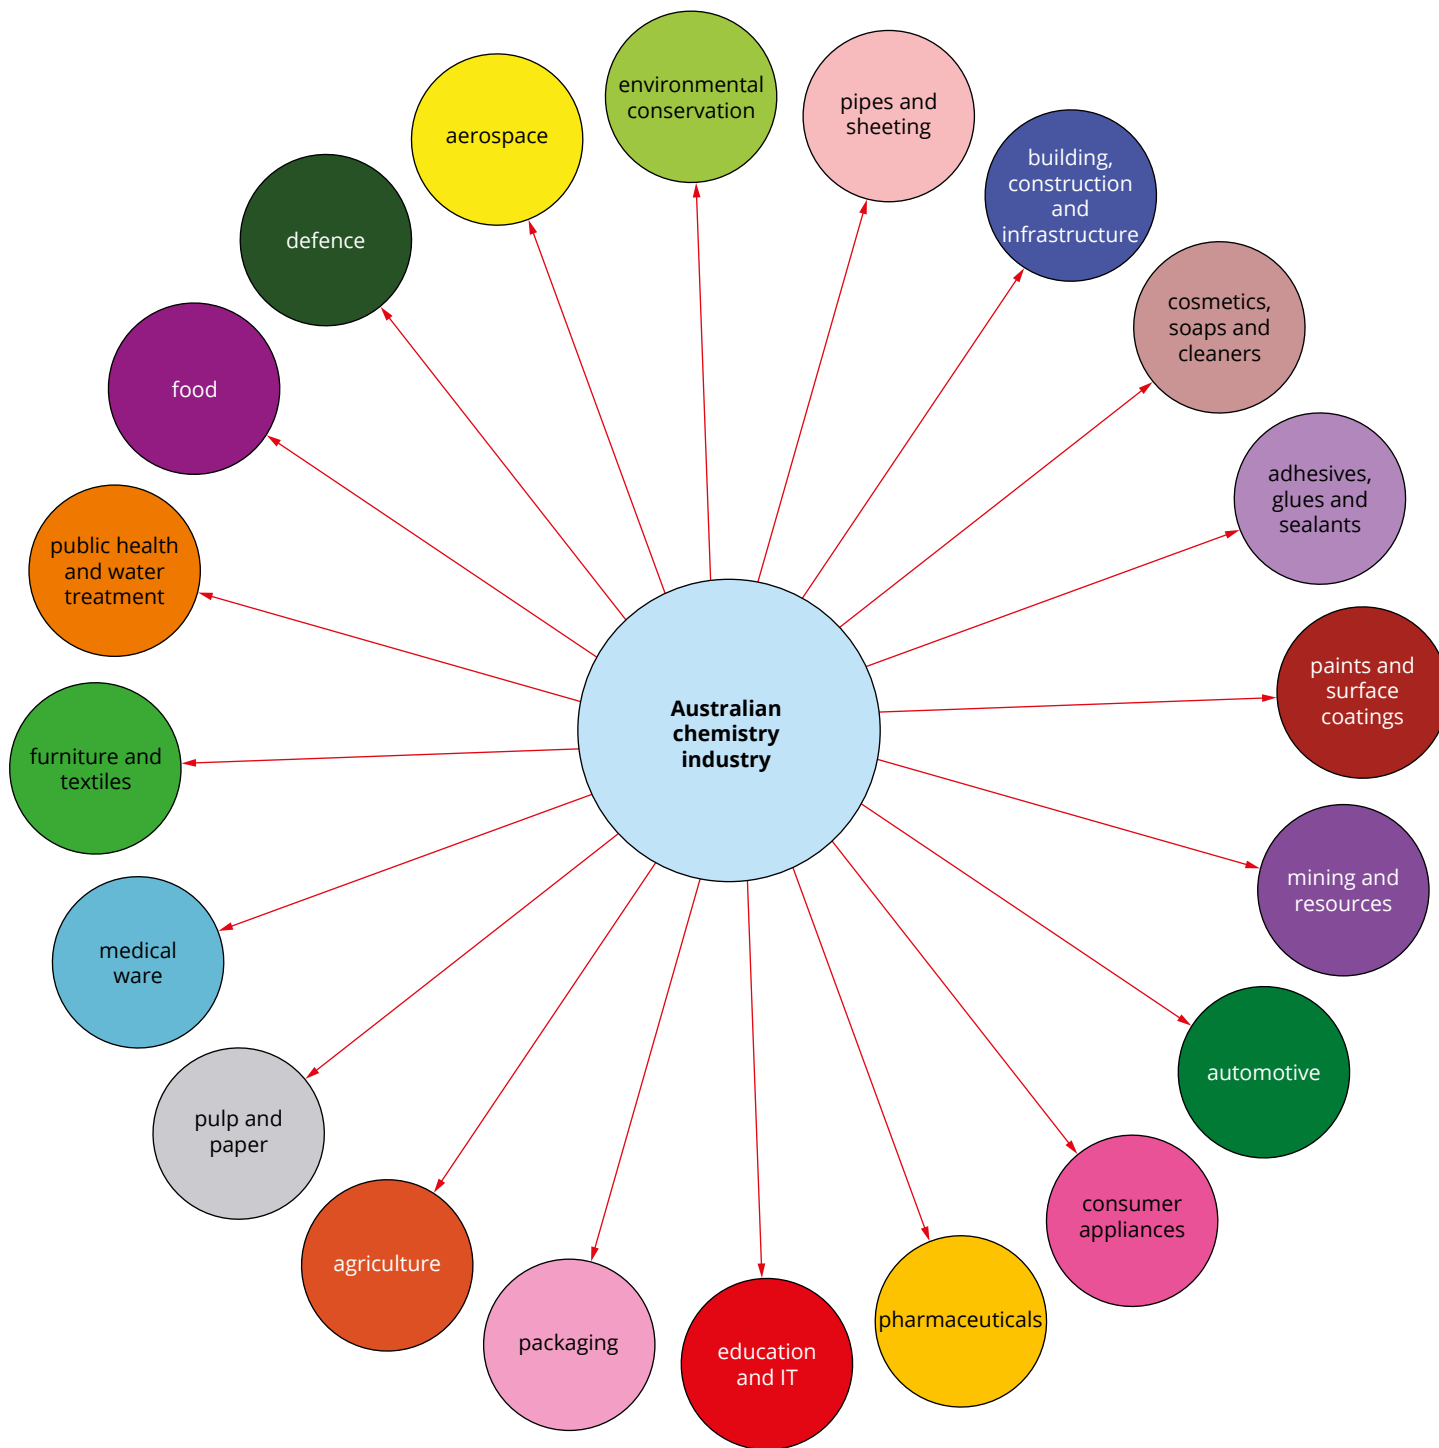 environmental
conservation
pipes and
sheeting
building,
construction
and
infrastructure
cosmetics,
soaps and
cleaners
adhesives,
glues and
sealants
paints and
surface
coatings
mining and
resources
automotive
consumer
appliances
pharmaceuticals
education
and IT
packaging
agriculture
pulp and
paper
medical
ware
furniture and
textiles
public health
and water
treatment
food
defence
aerospace
Australian
chemistry
industry